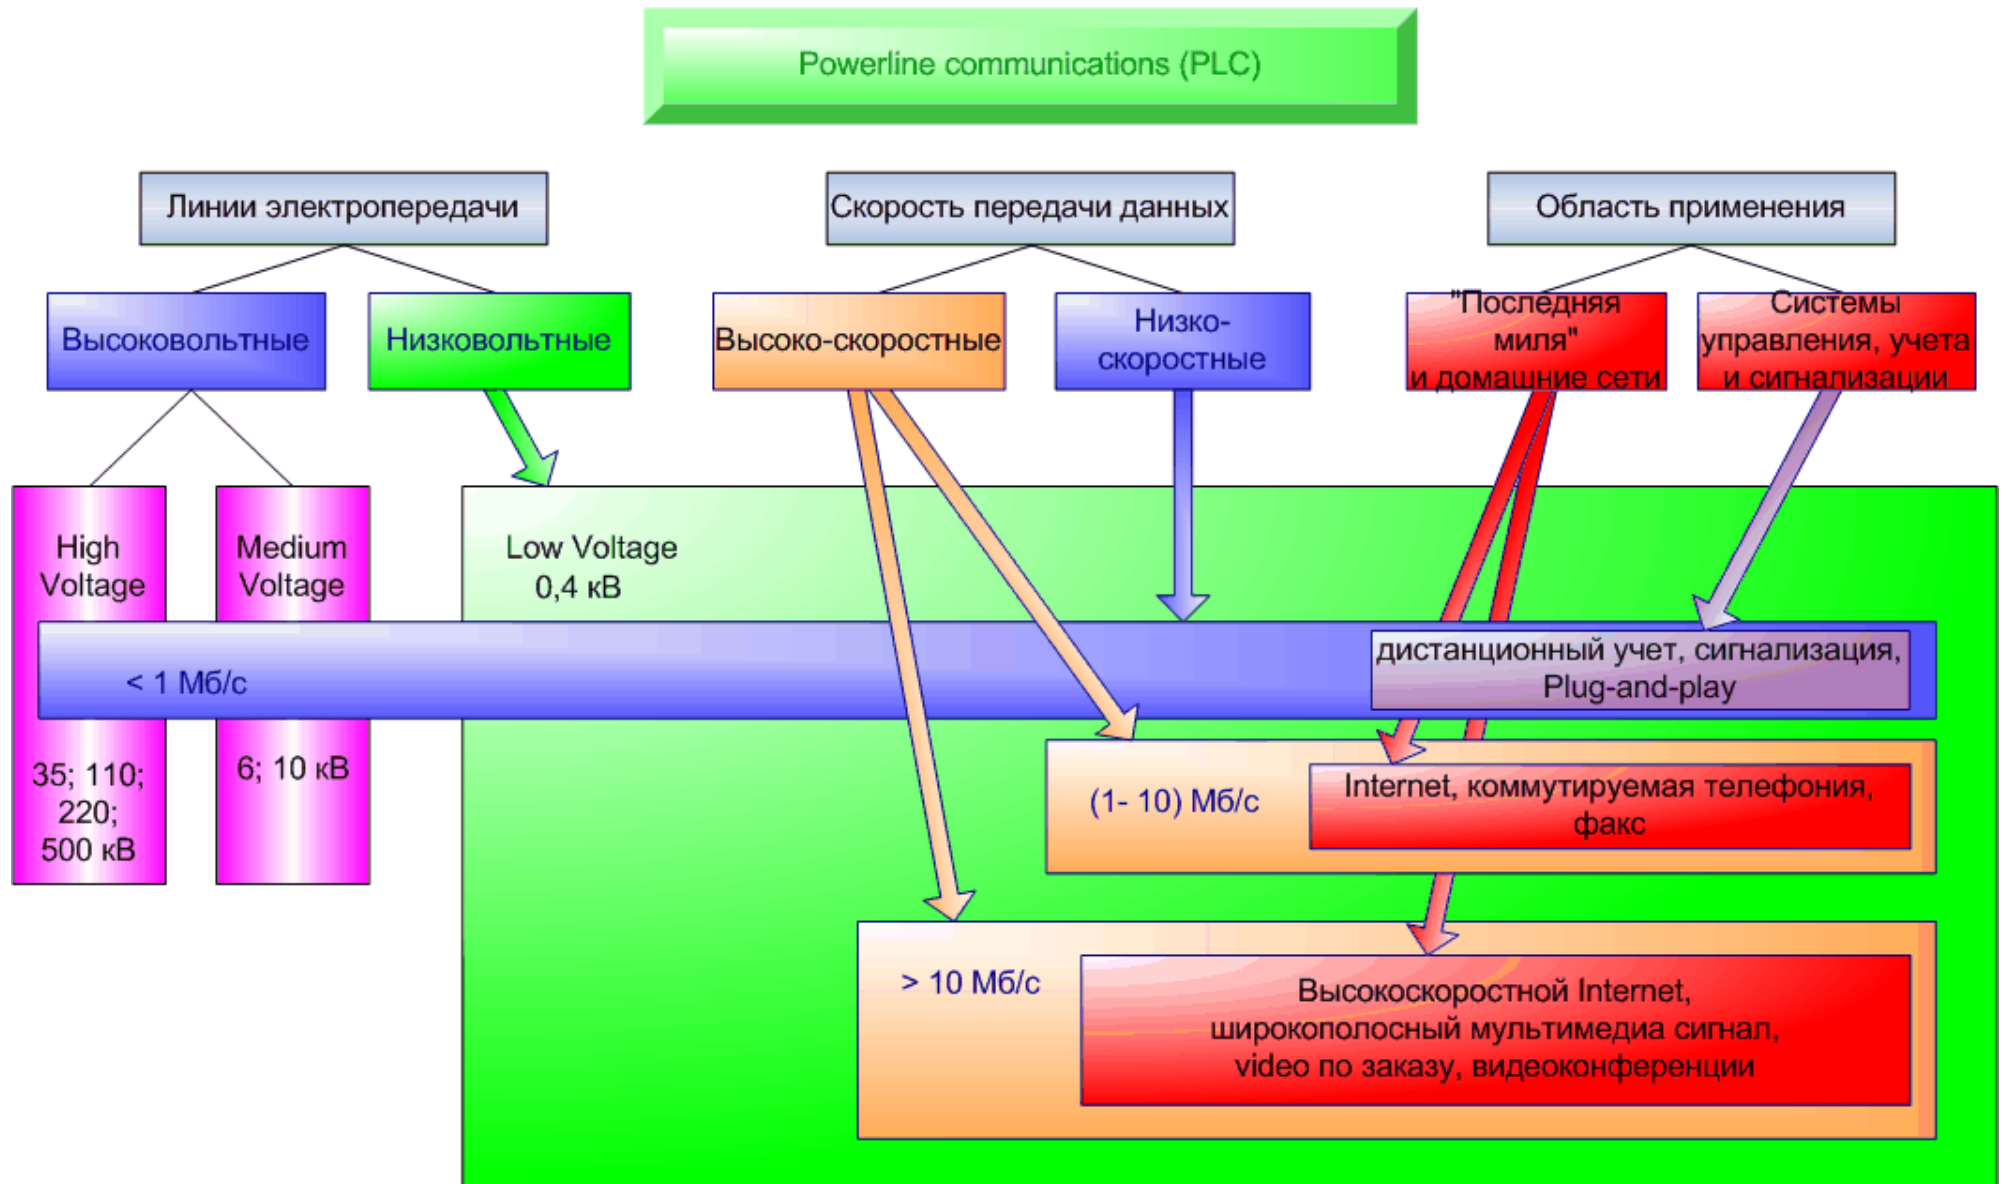 Powerline communications (PLC)
Линии электропередачи
Скорость передачи данных
Область применения
Высоковольтные
Низковольтные
Высоко-скоростные
Низко-
скоростные
"Последняя
миля"
и домашние сети
Системы
управления, учета
и сигнализации
High
Voltage
Medium
Voltage
Low Voltage
0,4 кВ
< 1 Мб/с
дистанционный учет, сигнализация,
Plug-and-play
35; 110;
220;
500 кВ
6; 10 кВ
(1- 10) Мб/с
Internet, коммутируемая телефония,
факс
> 10 Мб/с
Высокоскоростной Internet,
широкополосный мультимедиа сигнал,
video по заказу, видеоконференции